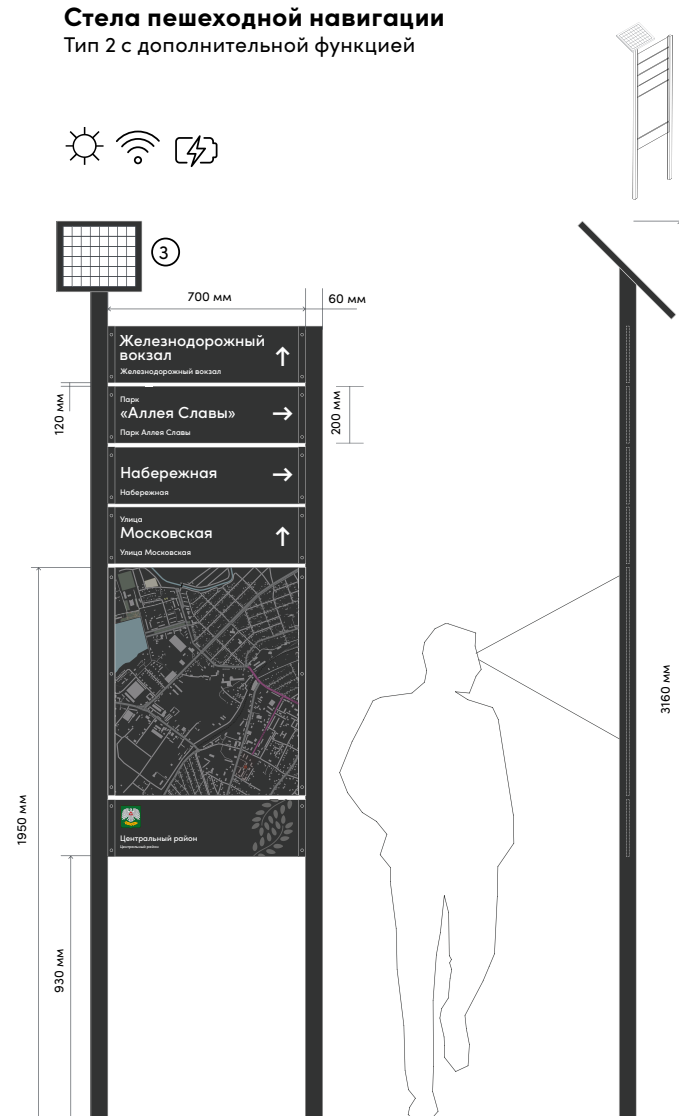 Стела пешеходной навигации
Тип 2 с дополнительной функцией
3
700 мм
60 мм
Железнодорожный
вокзал
Железнодорожный вокзал
120 мм
Парк
«Аллея Славы»
Парк Аллея Славы
200 мм
Набережная
Набережная
Улица
Московская
Улица Московская
3160 мм
1950 мм
Центральный район
Центральный район
930 мм